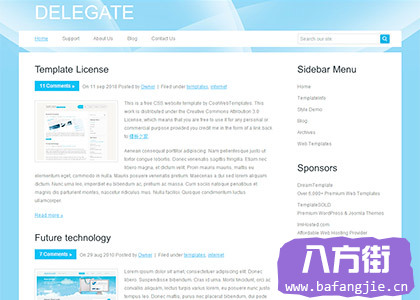 DELEGATE
Home Support About Us Blog Contact Us
Search our site:
Template License
11 Comments
On 11 sep 2018 Posted by Owner | Filed under templates, internet
This is a free CSS website template by CoolWebTemplates. This
work is distributed under the Creative Commons Attribution 3.0
License, which means that you are free to use it for any personal or
commercial purpose provided you credit me in the form of a link back
to 模板之家
Aenean consequat porttitor adipiscing. Nam pellentesque justo ut
tortor congue lobortis. Donec venenatis sagittis fringilla. Etiam nec
libero magna, et dictum velit. Proin mauris mauris, mattis eu
elementum eget, commodo in nulla. Mauris posuere venenatis pretium. Maecenas a dui sed lorem aliquam
dictum. Nunc urna leo, imperdiet eu bibendum ac, pretium ac massa. Cum sociis natoque penatibus et
magnis dis parturient montes, nascetur ridiculus mus. Nulla facilisi. Quisque condimentum luctus
ullamcorper.
Read more »
Future technology
7 Comments
On 29 aug 2010 Posted by Owner | Filed under templates, internet
Lorem ipsum dolor sit amet, consectetur adipiscing elit. Donec
libero. Suspendisse bibendum. Cras id urna. Morbi tincidunt, orci ac
convallis aliquam, lectus turpis varius lorem, eu posuere nunc justo
tempus leo. Donec mattis, purus nec placerat bibendum,
Sidebar Menu
Home
TemplateInfo
Blog
Archives
Web Templates
Sponsors
DreamTemplate
Over 6,000+ Premium Web Templates
TemplateSOLD
Premium WordPress & Joomla Themes
ImHosted.com
Affordable Web Hosting Provider
八方街
www.bafangjie.cn